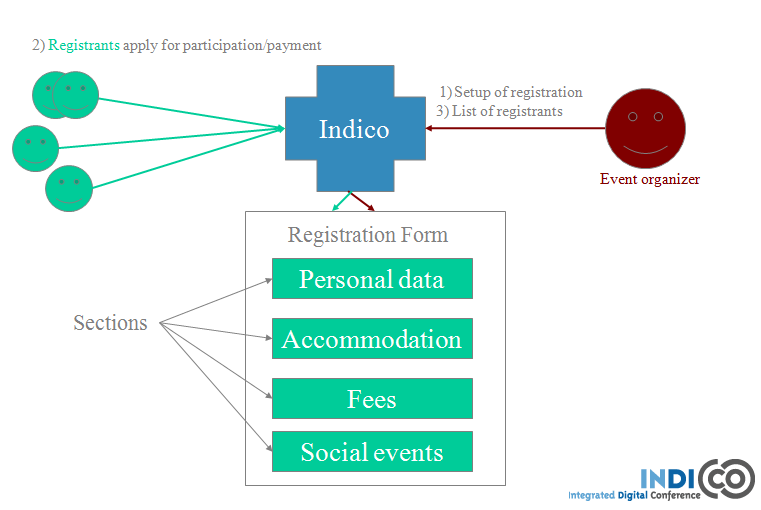 2) Registrants apply for participation/payment
1) Setup of registration
3) List of registrants
Indico
Event organizer
Registration Form
Personal data
Sections
Accommodation
Fees
Social events
INDICO
Integrated Digital Conference